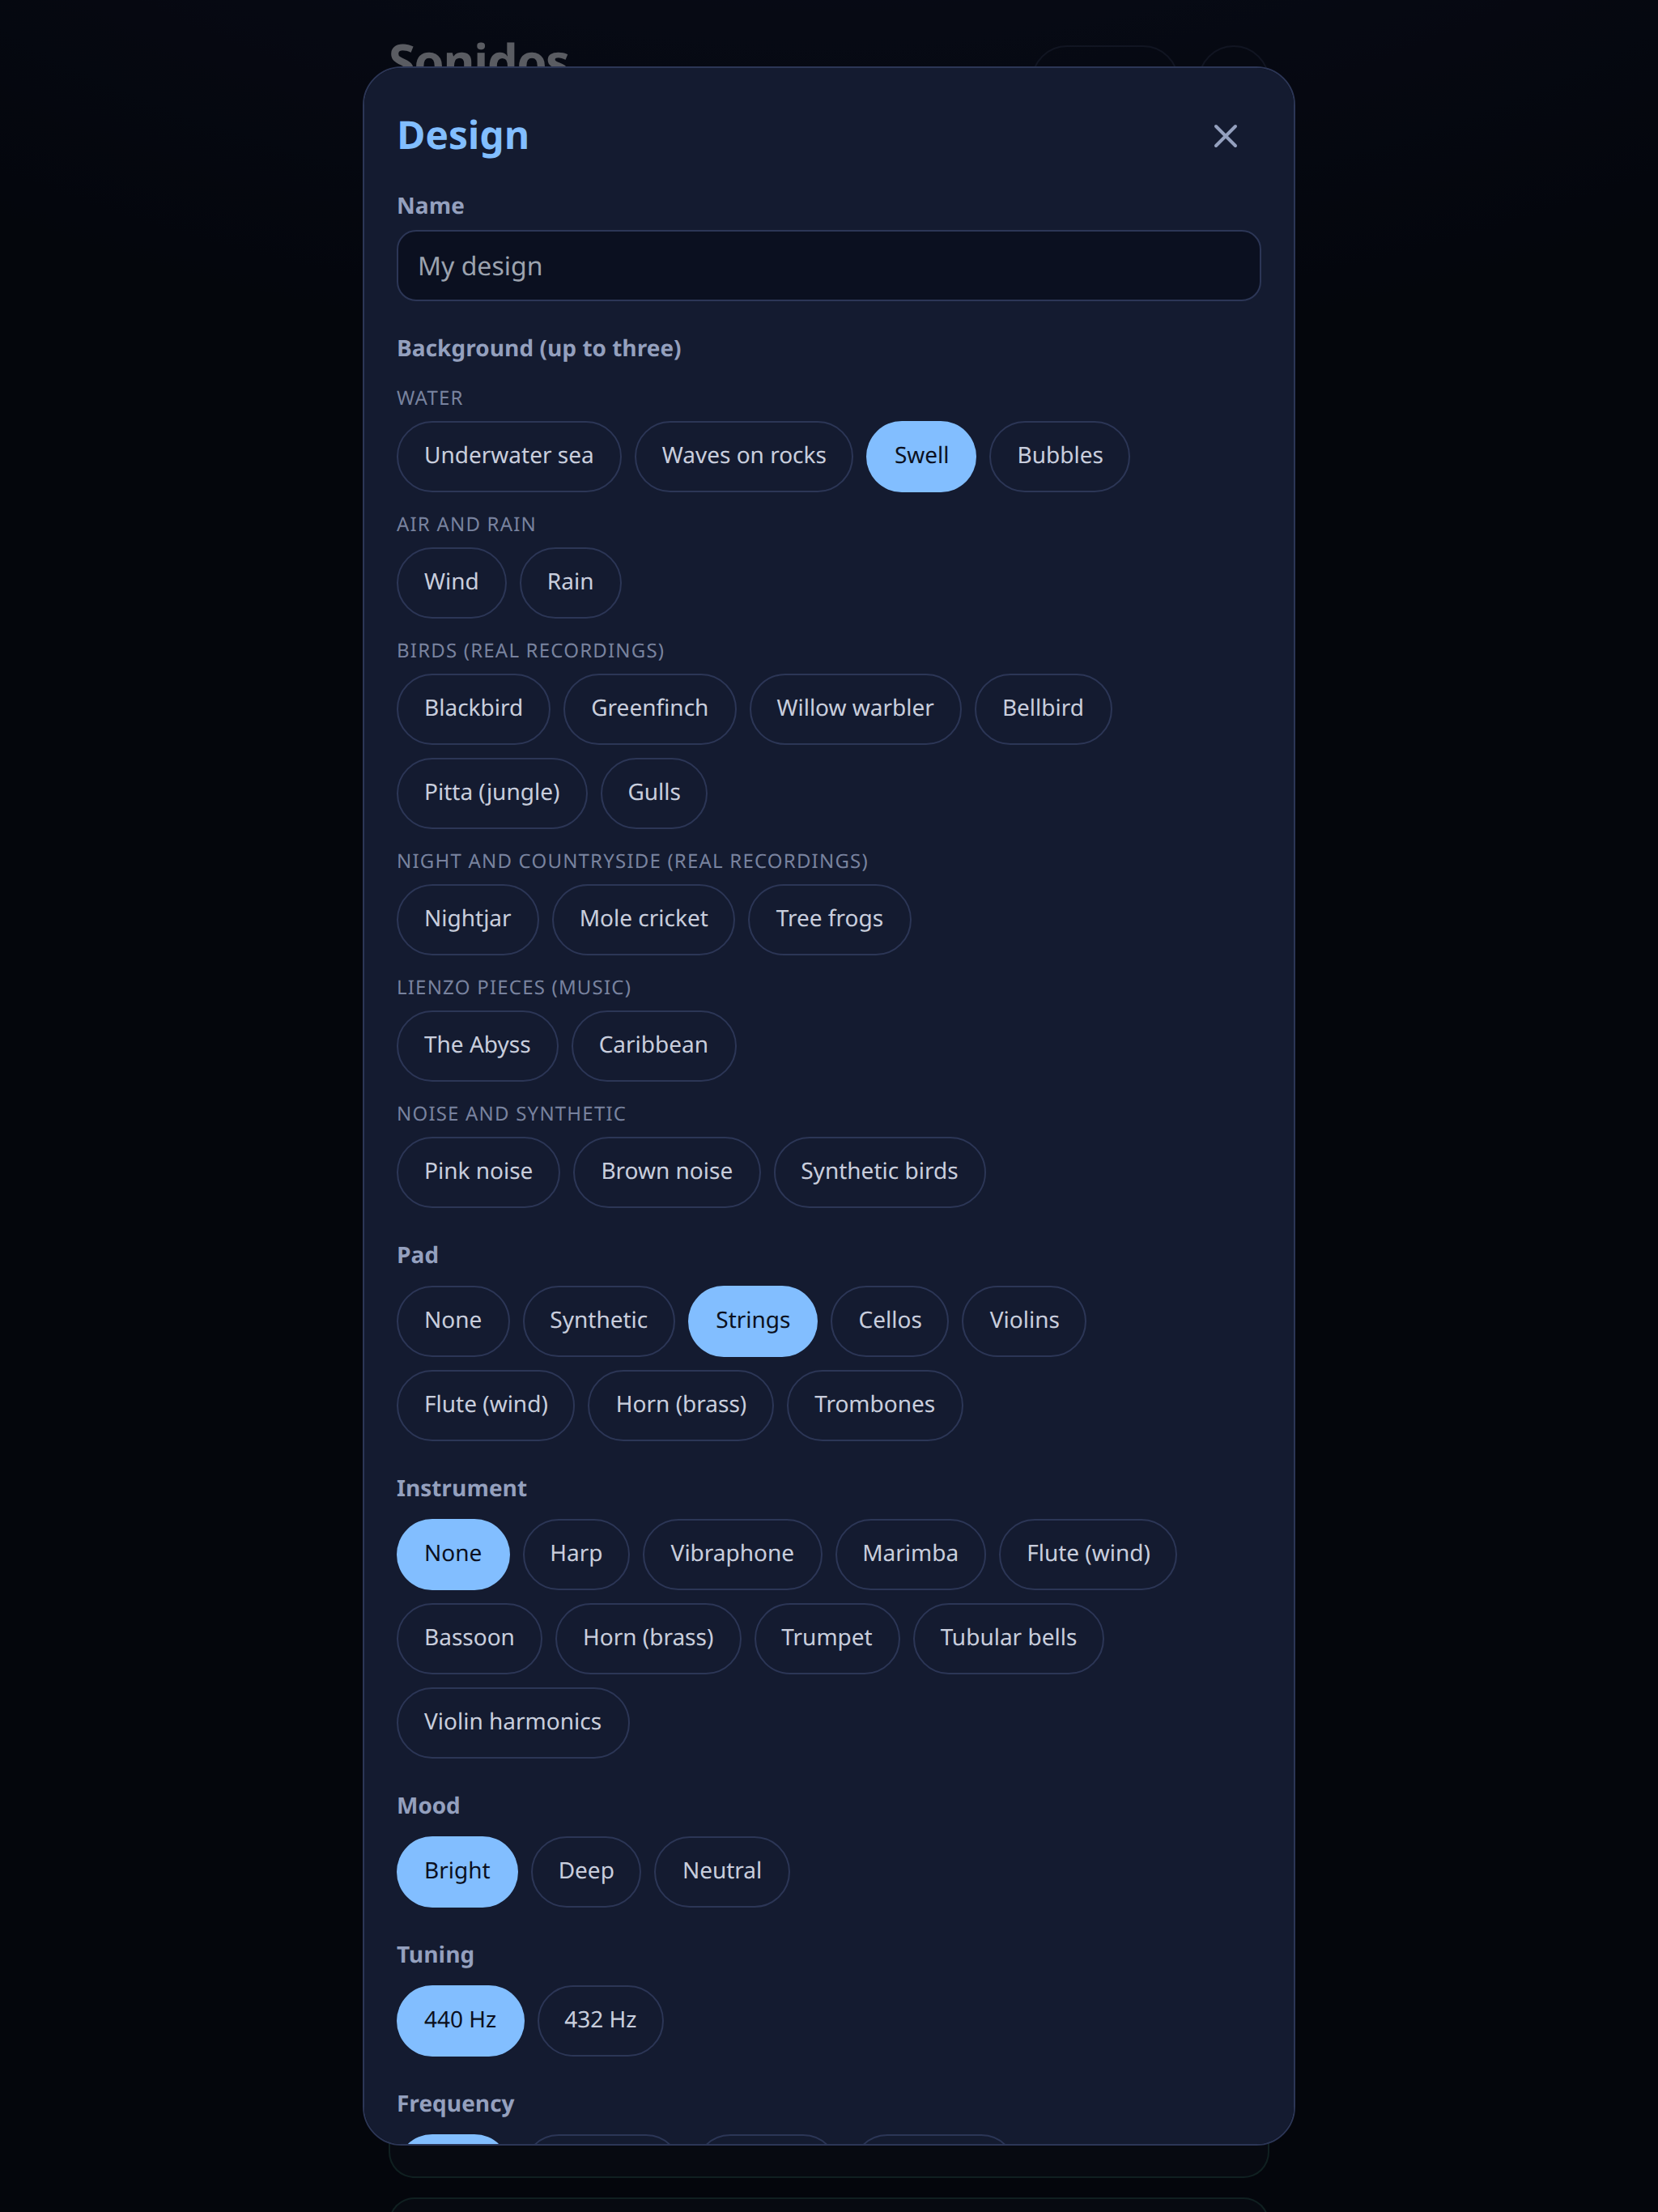 Sonidos
Design
Name
My design
Background (up to three)
WATER
Underwater sea Waves on rocks Swell Bubbles
AIR AND RAIN
Wind Rain
BIRDS (REAL RECORDINGS)
Blackbird Greenfinch Willow warbler Bellbird
Pitta (jungle) Gulls
NIGHT AND COUNTRYSIDE (REAL RECORDINGS)
Nightjar Mole cricket Tree frogs
LIENZO PIECES (MUSIC)
The Abyss Caribbean
NOISE AND SYNTHETIC
Pink noise Brown noise Synthetic birds
Pad
None Synthetic Strings Cellos Violins
Flute (wind) Horn (brass) Trombones
Instrument
None Harp Vibraphone Marimba Flute (wind)
Bassoon Horn (brass) Trumpet Tubular bells
Violin harmonics
Mood
Bright Deep Neutral
Tuning
440 Hz 432 Hz
Frequency